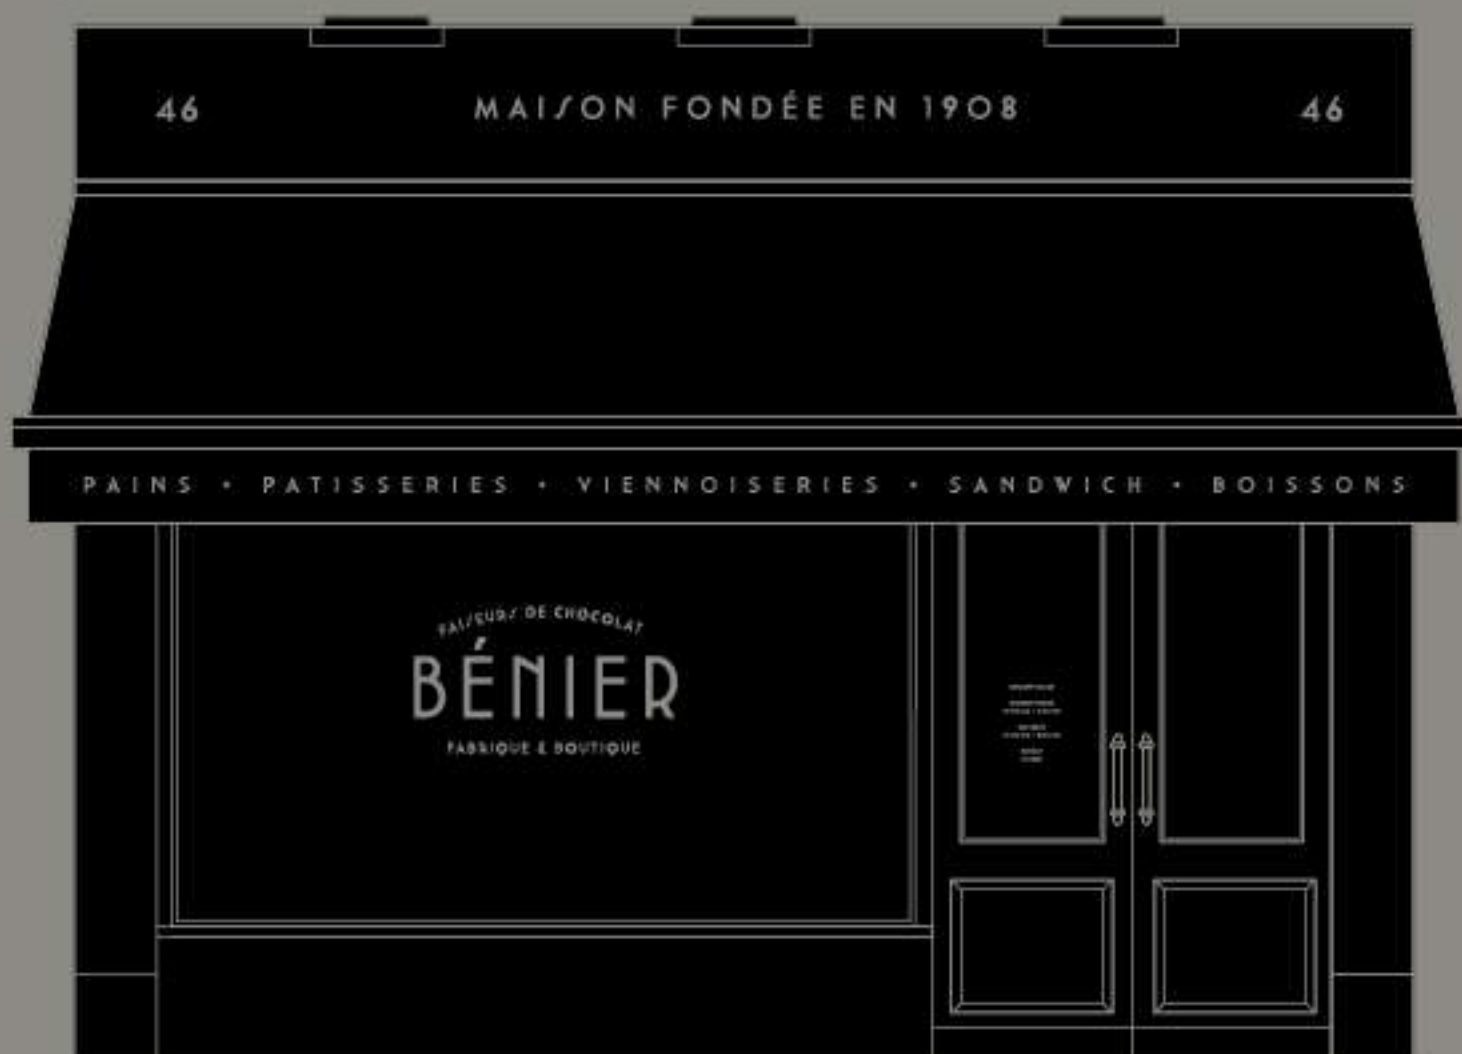 46 MAISON FONDÉE EN 1908 46
PAINS • PATISSERIES • VIENNOISERIES • SANDWICH • BOISSONS
FAISEURS DE CHOCOLAT
BÉNIER
FABRIQUE & BOUTIQUE